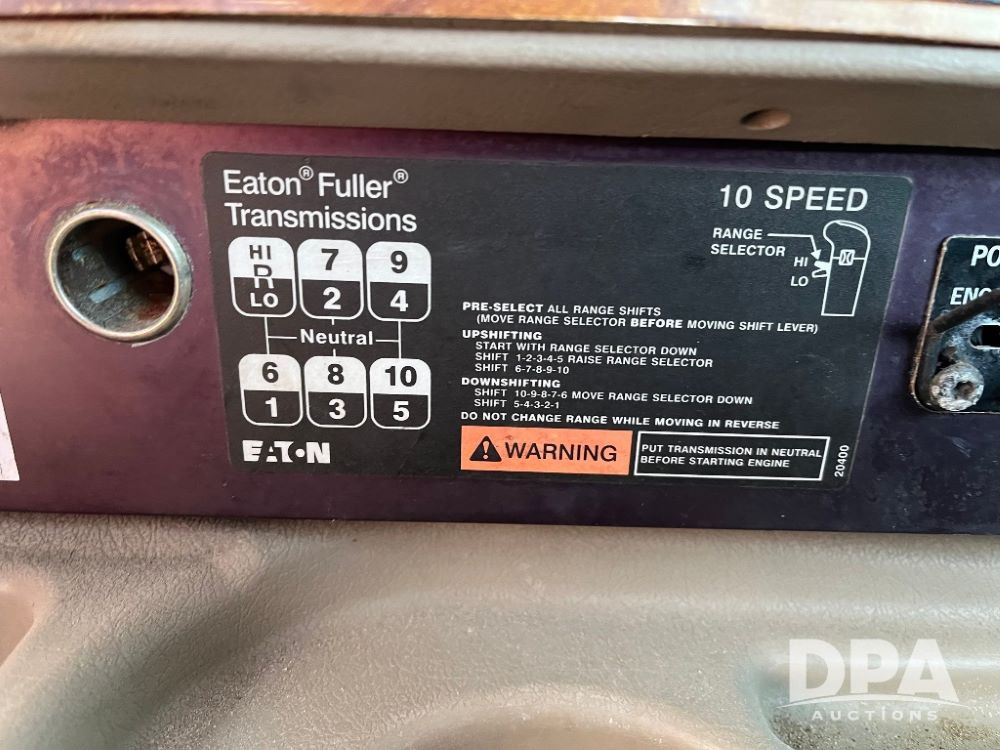 Eaton® Fuller®
Transmissions
10 SPEED
RANGE
SELECTOR
HI
LO
HI 7 9
R
LO 2 4
Neutral
6 8 10
1 3 5
EATON
PRE-SELECT ALL RANGE SHIFTS
(MOVE RANGE SELECTOR BEFORE MOVING SHIFT LEVER)
UPSHIFTING
START WITH RANGE SELECTOR DOWN
SHIFT 1-2-3-4-5 RAISE RANGE SELECTOR
SHIFT 6-7-8-9-10
DOWNSHIFTING
SHIFT 10-9-8-7-6 MOVE RANGE SELECTOR DOWN
SHIFT 5-4-3-2-1
DO NOT CHANGE RANGE WHILE MOVING IN REVERSE
WARNING
PUT TRANSMISSION IN NEUTRAL
BEFORE STARTING ENGINE
20400
DPA
AUCTIONS